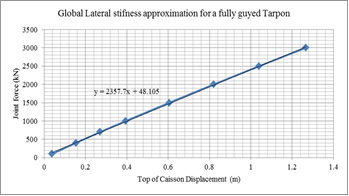 Global Lateral stifness approximation for a fully guyed Tarpon
3500
3000
2500
2000
1500
1000
500
0
Joint force (kN)
y = 2357.7x + 48.105
0 0.2 0.4 0.6 0.8 1 1.2 1.4
Top of Caisson Displacement (m)